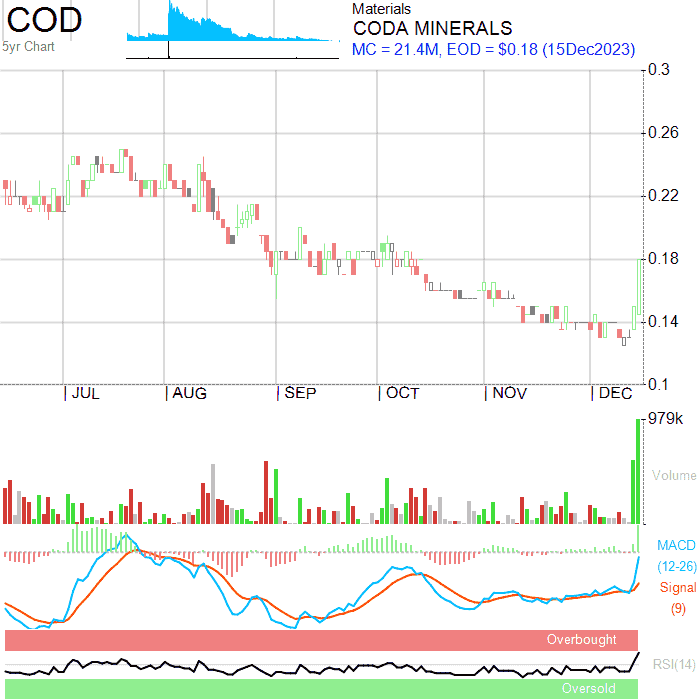 COD
5yr Chart
Materials
CODA MINERALS
MC = 21.4M, EOD = $0.18 (15Dec2023)
0.3
0.26
0.22
0.18
0.14
0.1
JUL AUG SEP OCT NOV DEC
979k
Volume
MACD
(12-26)
Signal
(9)
Overbought
RSI(14)
Oversold